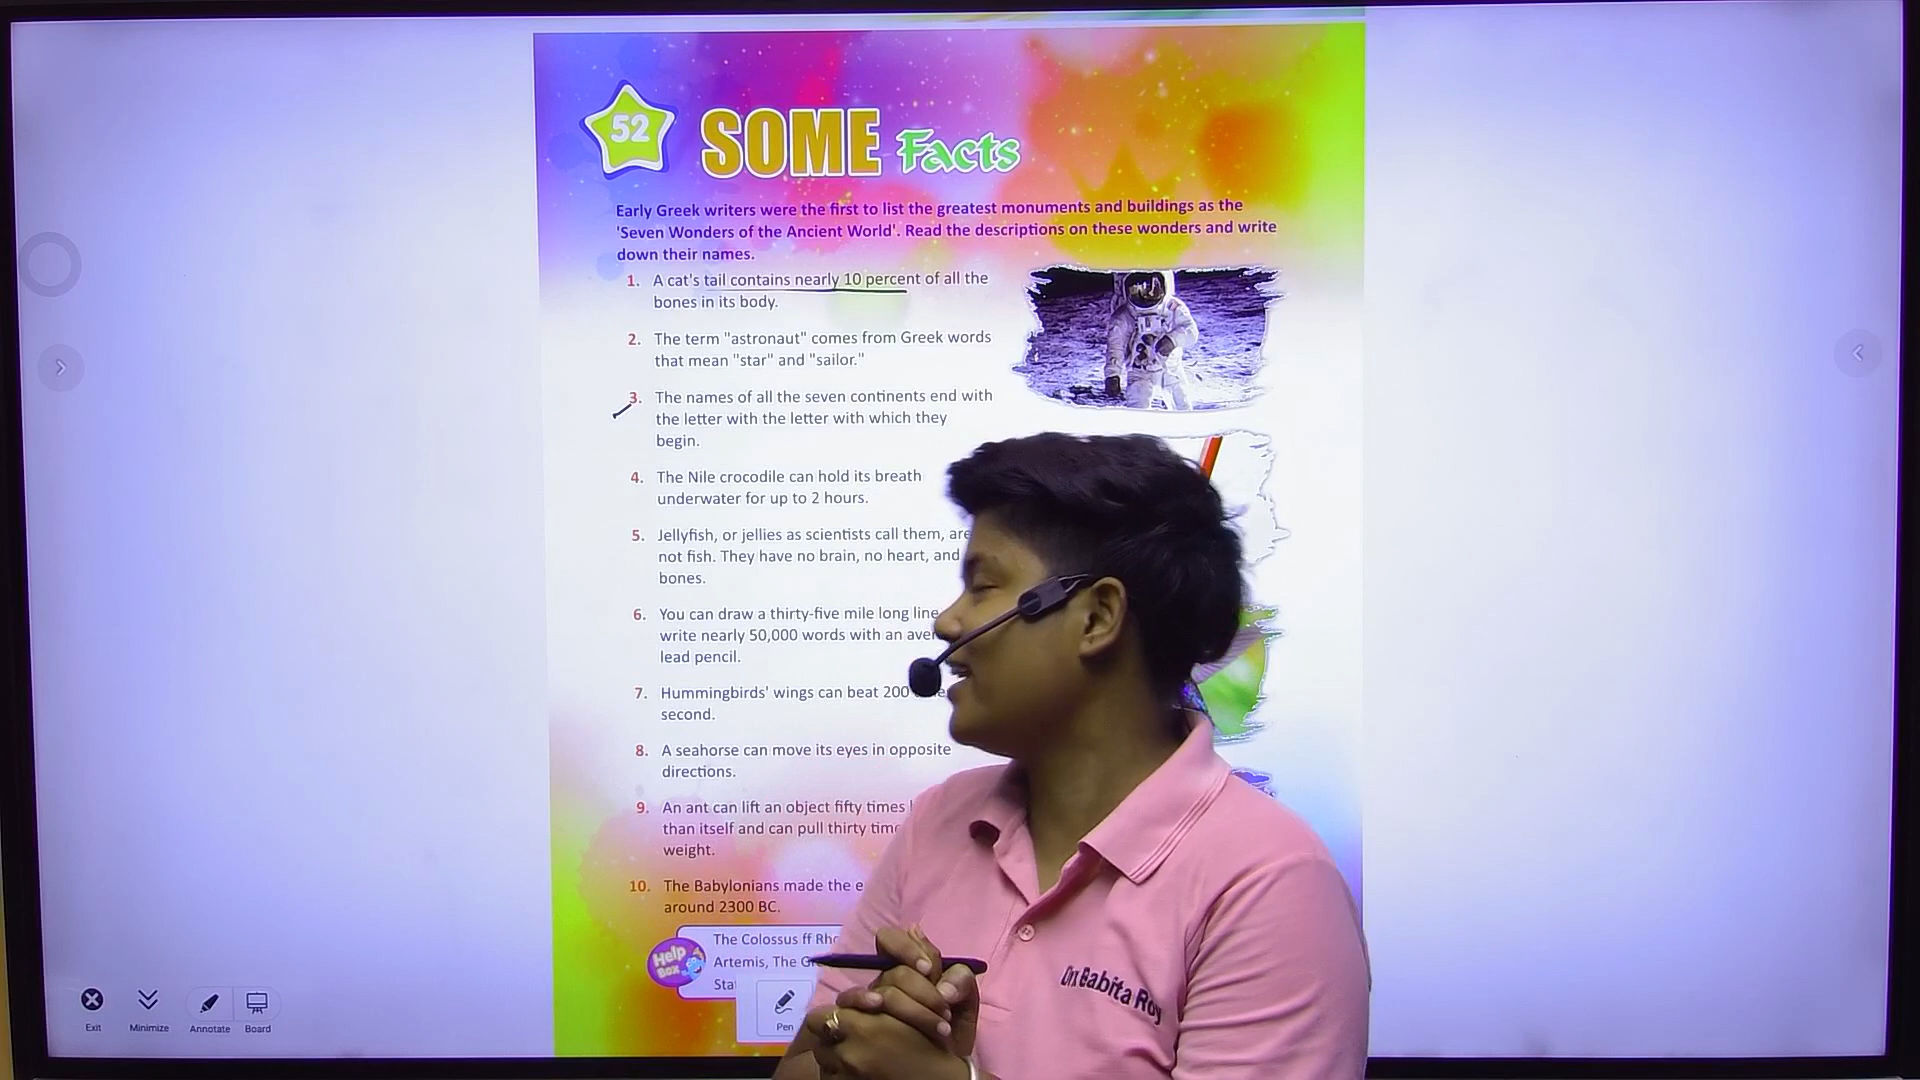 52
SOME Facts
Early Greek writers were the first to list the greatest monuments and buildings as the
'Seven Wonders of the Ancient World'. Read the descriptions on these wonders and write
down their names.
1. A cat's tail contains nearly 10 percent of all the
bones in its body.
2. The term "astronaut" comes from Greek words
that mean "star" and "sailor."
3. The names of all the seven continents end with
the letter with the letter with which they
begin.
4. The Nile crocodile can hold its breath
underwater for up to 2 hours.
5. Jellyfish, or jellies as scientists call them, are
not fish. They have no brain, no heart, and
bones.
6. You can draw a thirty-five mile long line
write nearly 50,000 words with an
lead pencil.
7. Hummingbirds' wings can beat 200
second.
8. A seahorse can move its eyes in opposite
directions.
9. An ant can lift an object fifty times
than itself and can pull thirty
weight.
10. The Babylonians made the
around 2300 BC.
Help Box
The Colossus ff
Artemis, The
Pen
Exit
Minimize
Annotate
Board
Babita Roy